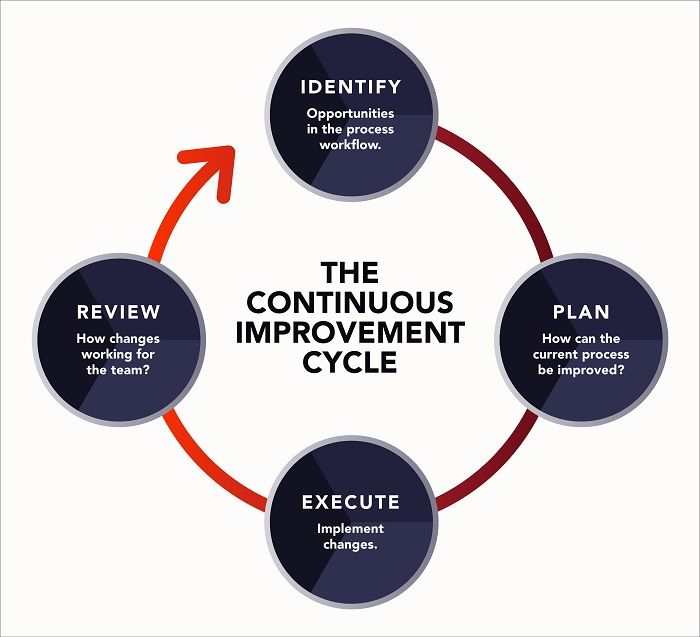 IDENTIFY
Opportunities
in the process
workflow.
THE
CONTINUOUS
IMPROVEMENT
CYCLE
PLAN
How can the
current process
be improved?
EXECUTE
Implement
changes.
REVIEW
How changes
working for
the team?